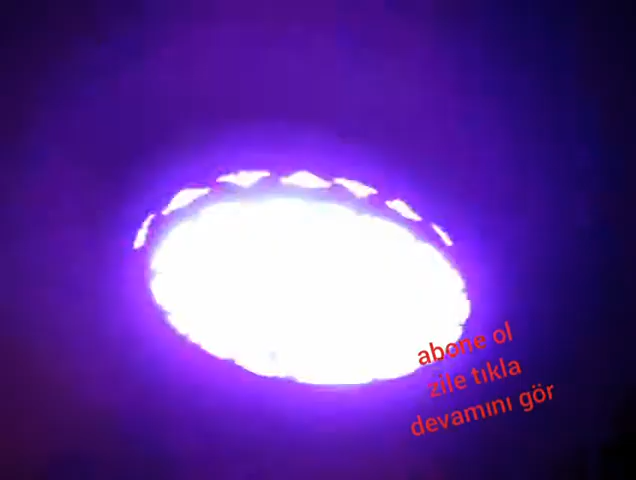 abone ol
zile tıkla
devamını gör